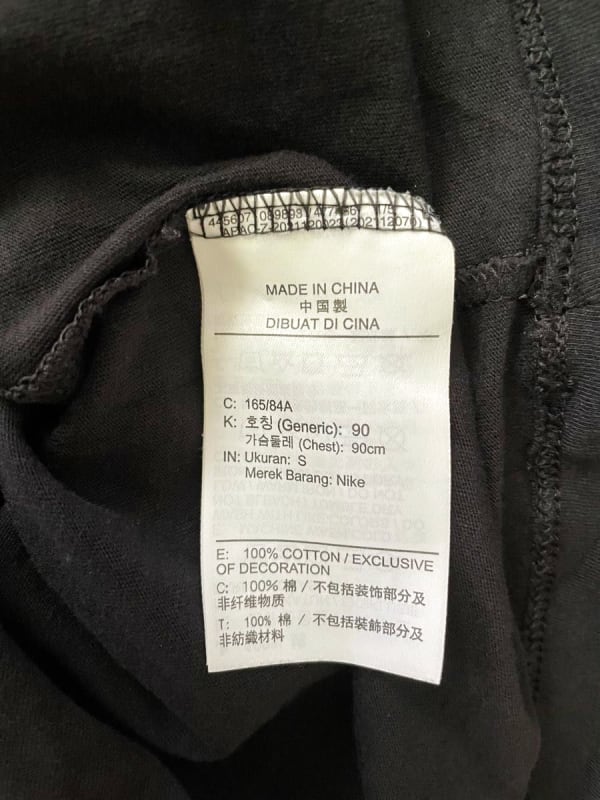 MADE IN CHINA
中国製
DIBUAT DI CINA
C: 165/84A
K: 호칭 (Generic): 90
가슴둘레 (Chest): 90cm
IN: Ukuran: S
Merek Barang: Nike
E: 100% COTTON / EXCLUSIVE
OF DECORATION
C: 100% 棉 / 不包括装饰部分及
非纤维物质
T: 100% 棉 / 不包括裝飾部分及
非紡織材料